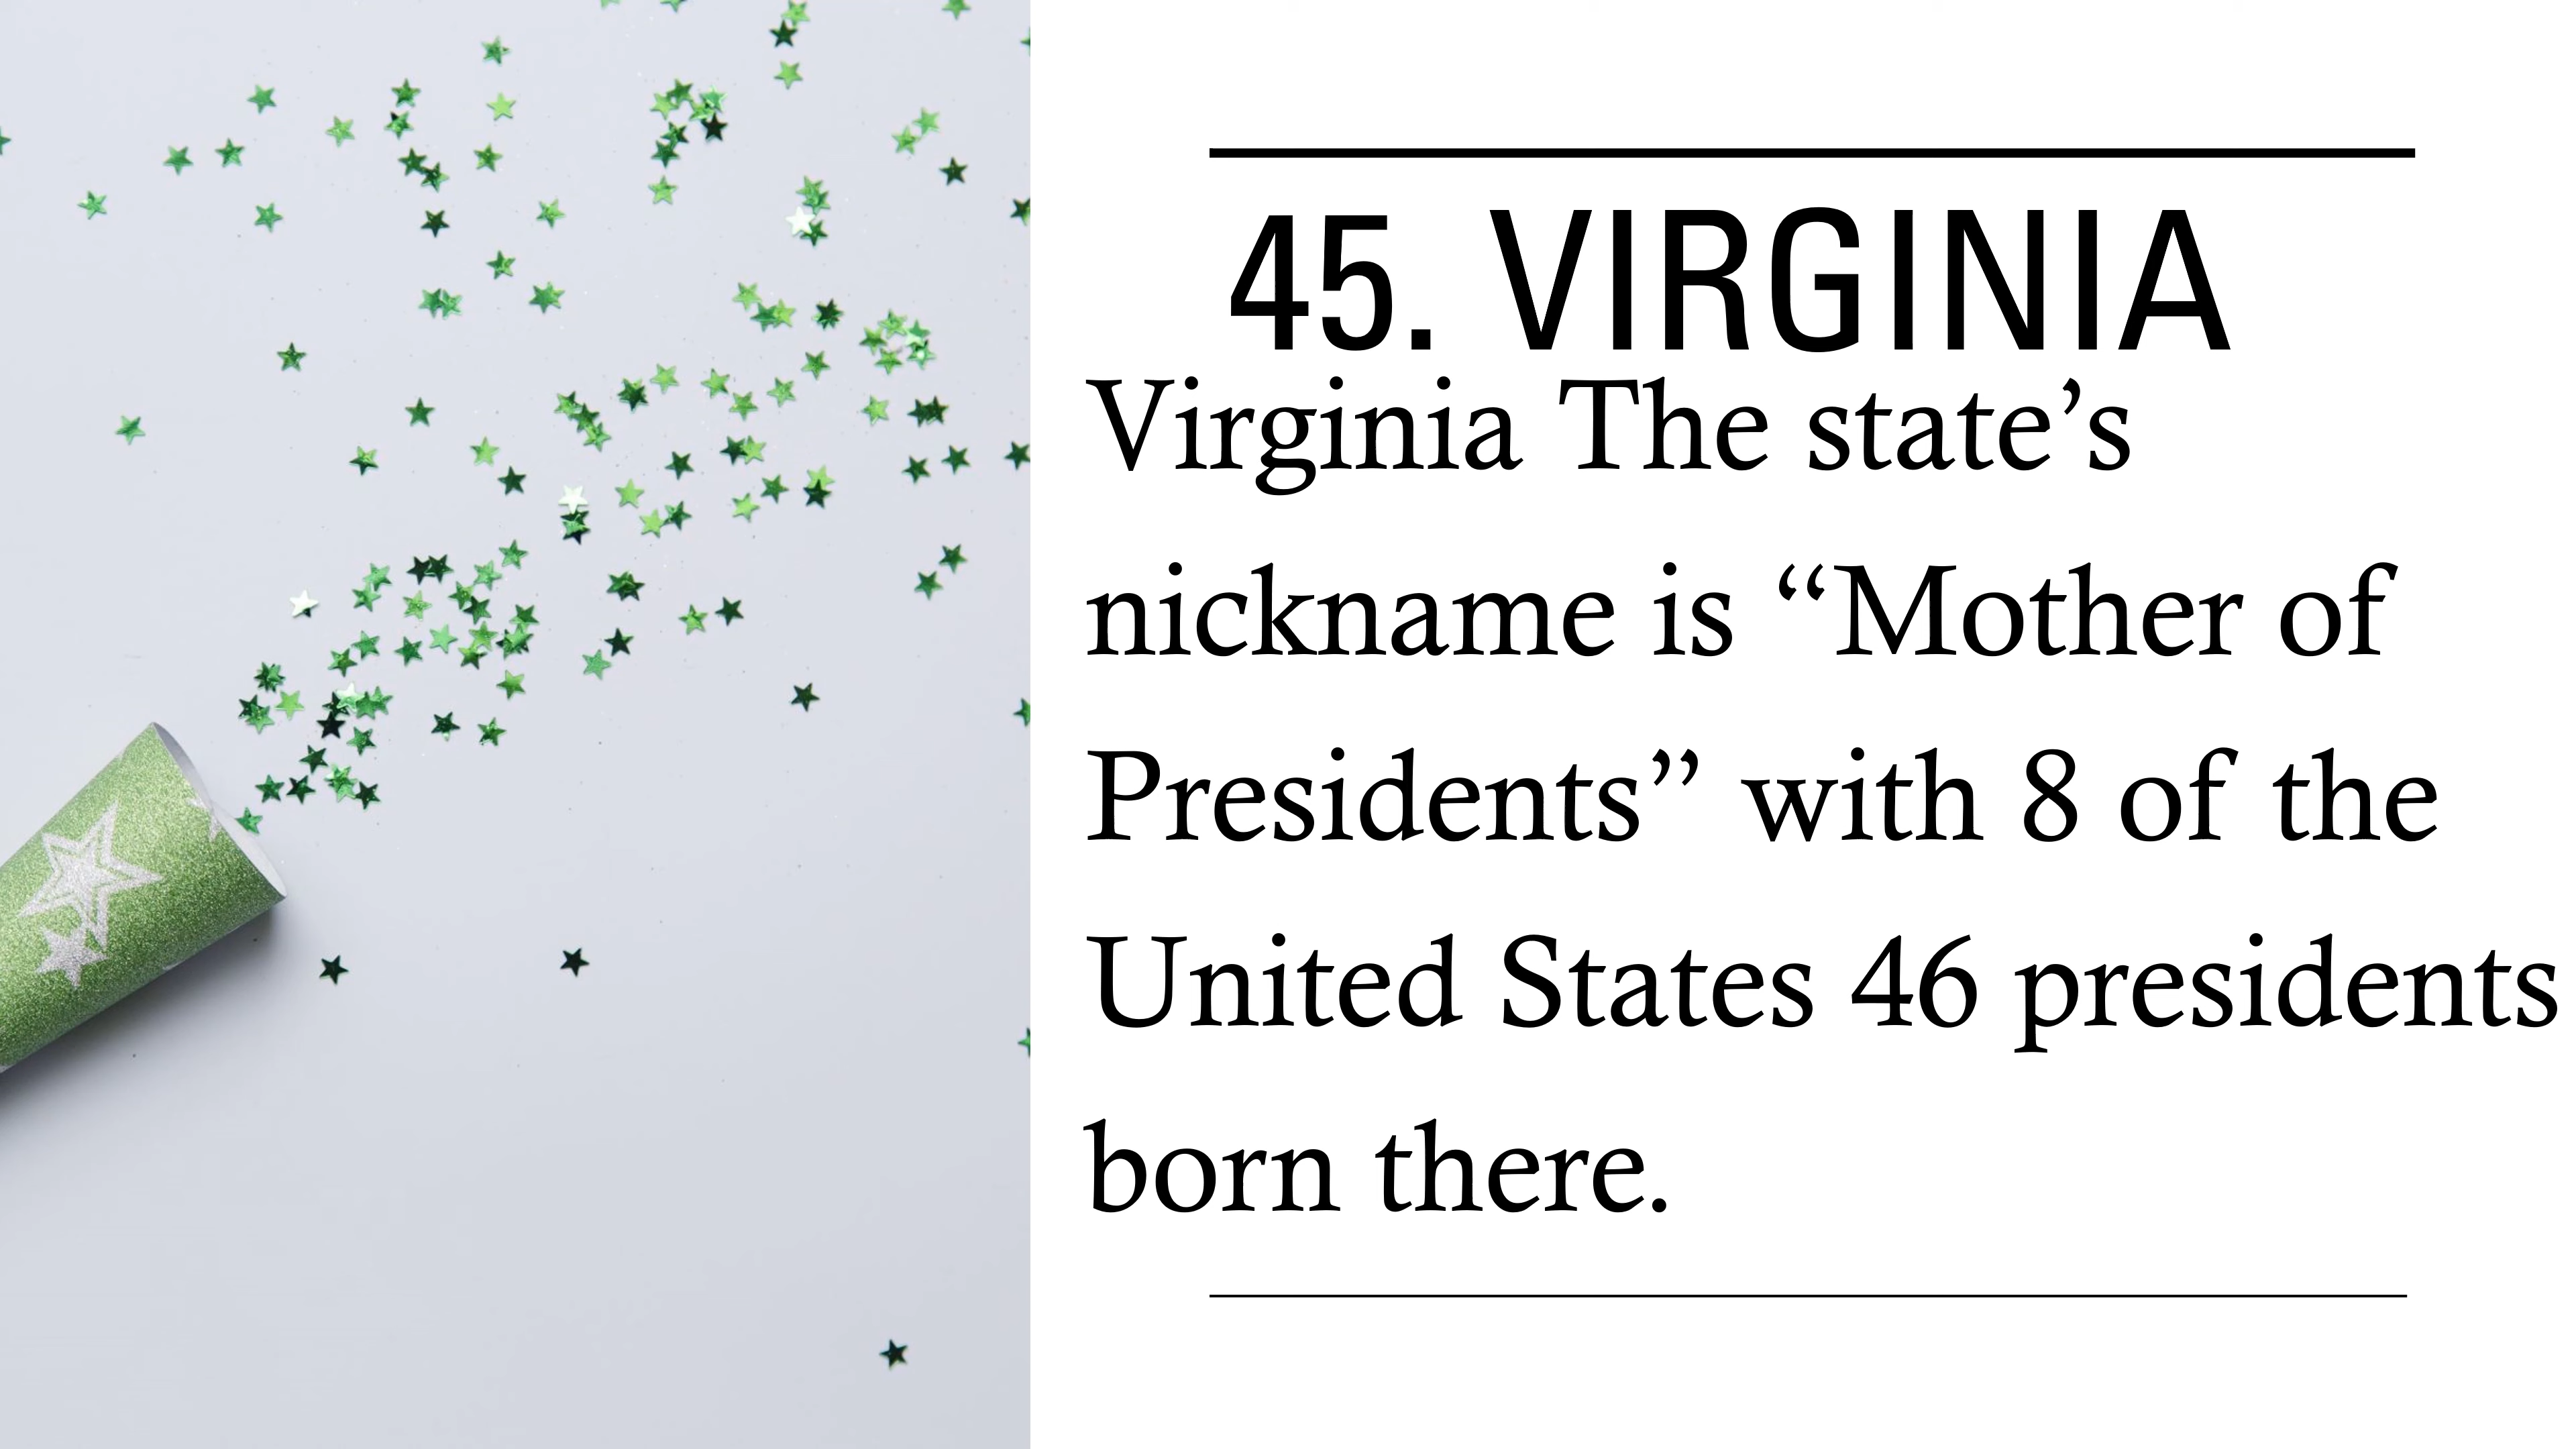 45. VIRGINIA
Virginia The state’s
nickname is “Mother of
Presidents” with 8 of the
United States 46 presidents
born there.